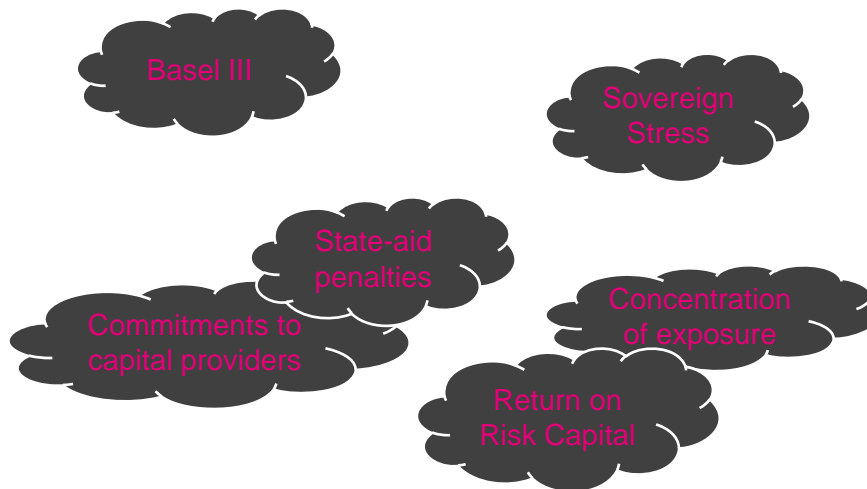 Basel III
Sovereign
Stress
State-aid
penalties
Concentration
of exposure
Commitments to
capital providers
Return on
Risk Capital